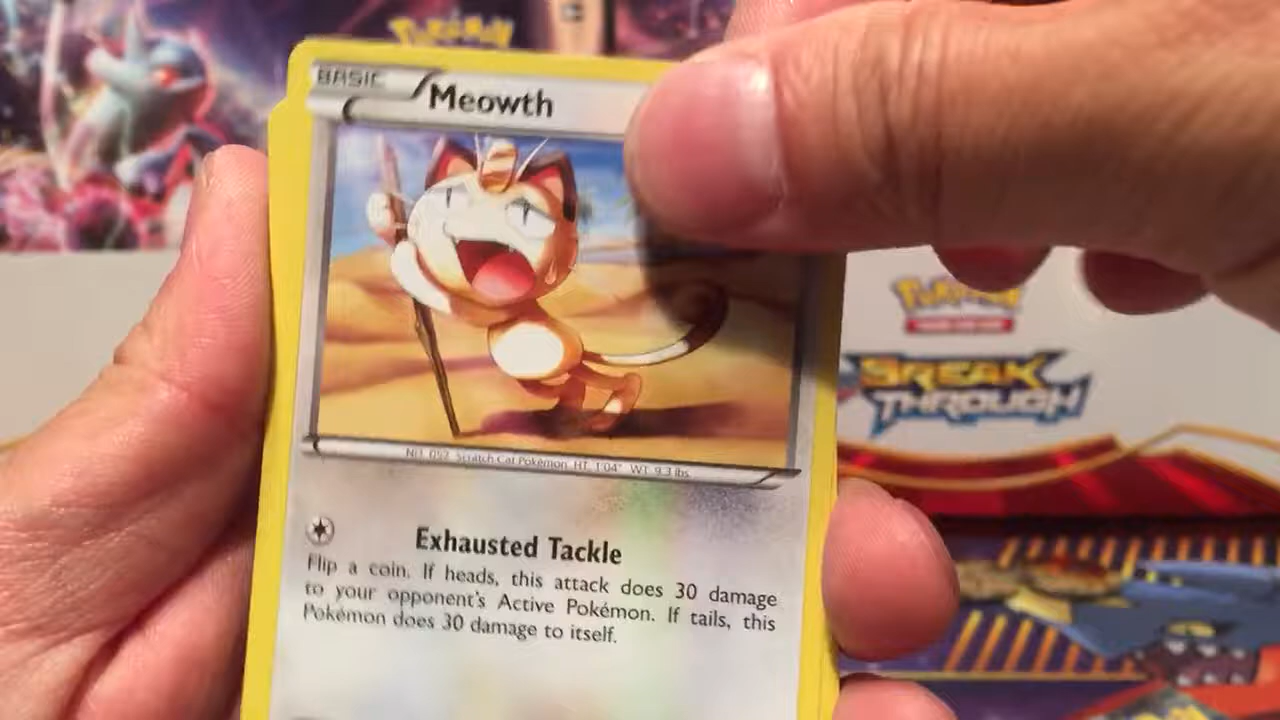 POKÉMON
BASIC
Meowth
NO. 052 Scratch Cat Pokémon HT: 1'04" WT: 9.3 lbs.
Exhausted Tackle
Flip a coin. If heads, this attack does 30 damage
to your opponent's Active Pokémon. If tails, this
Pokémon does 30 damage to itself.
POKÉMON
BREAK
THROUGH